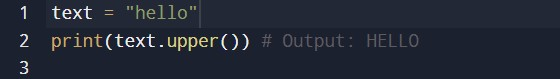 1 text = "hello"
2 print(text.upper()) # Output: HELLO
3